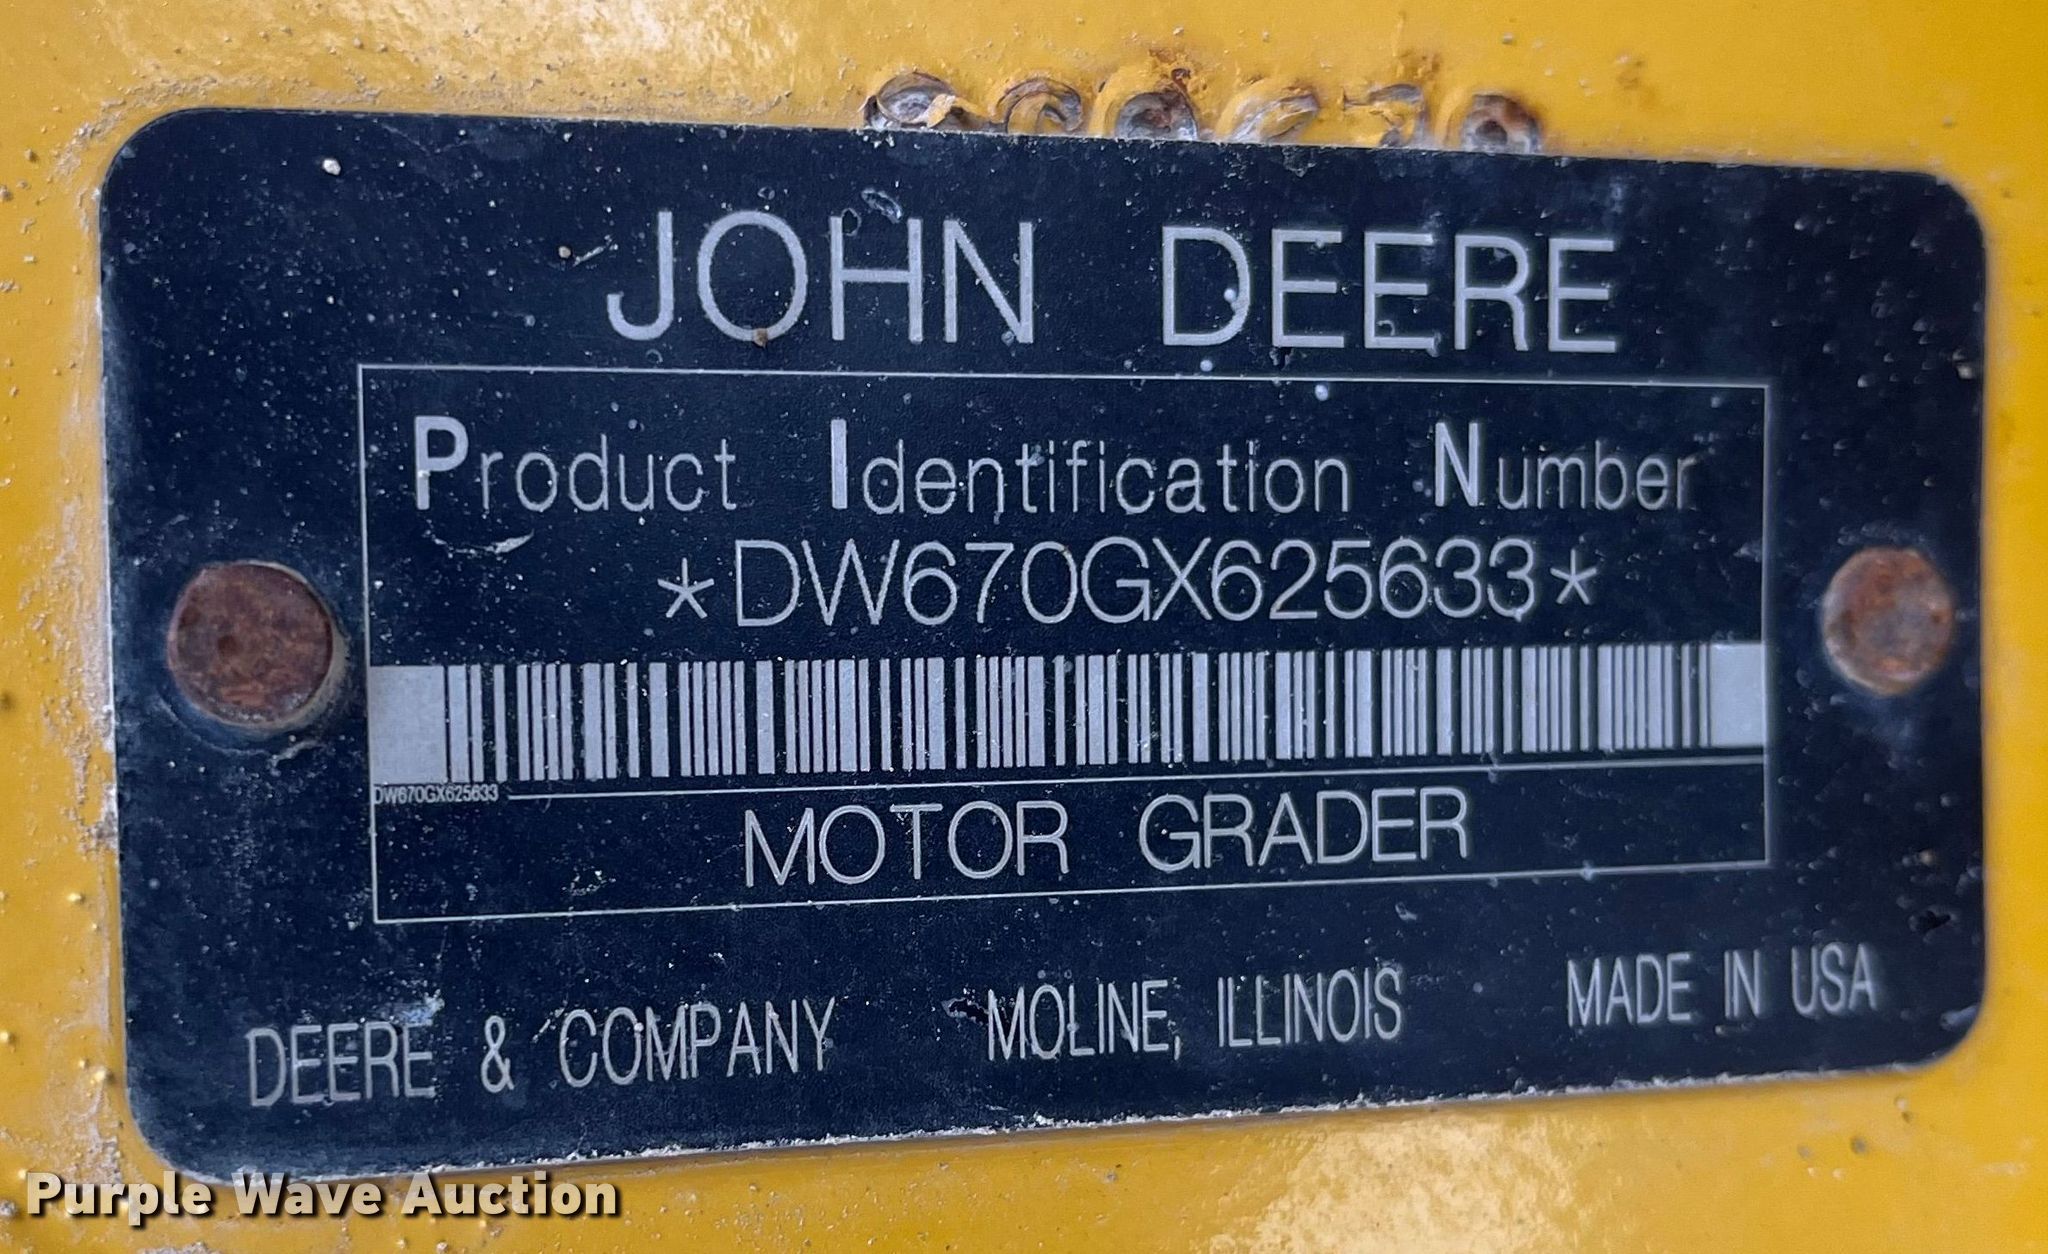 JOHN DEERE
Product Identification Number
*DW670GX625633*
DW670GX625633
MOTOR GRADER
DEERE & COMPANY MOLINE, ILLINOIS MADE IN USA
Purple Wave Auction